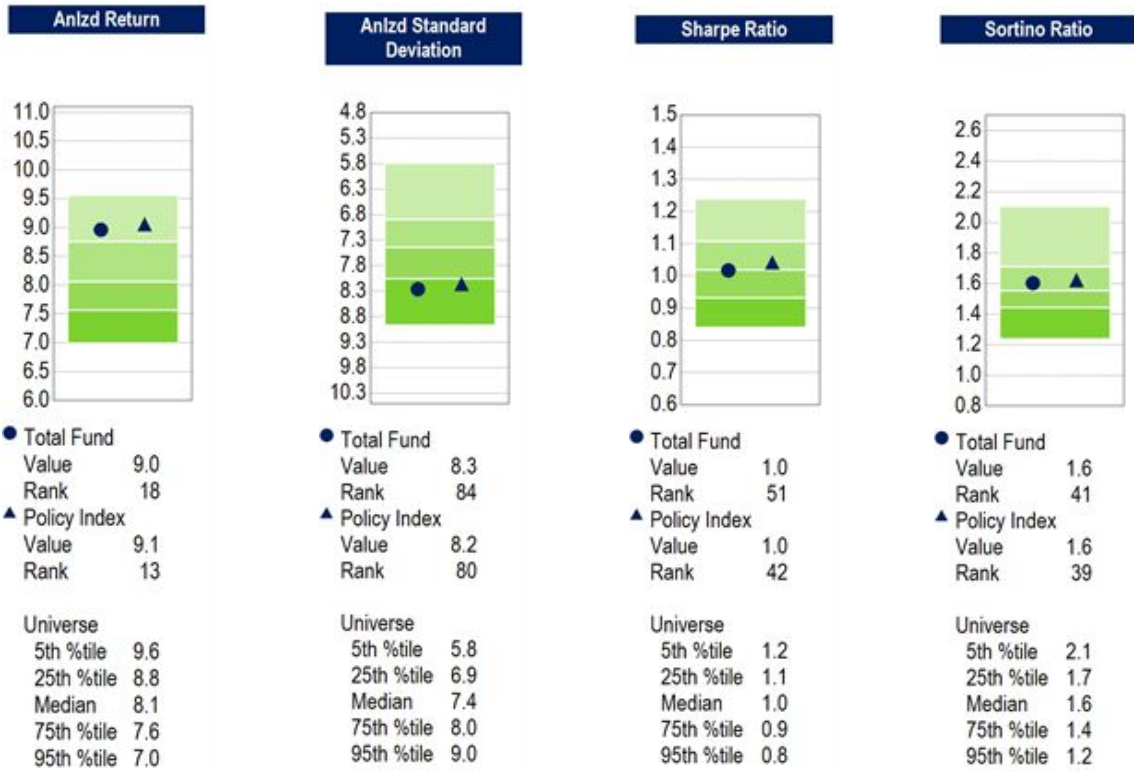 Anlzd Return
11.0
10.5
10.0
9.5
9.0
8.5
8.0
7.5
7.0
6.5
6.0
Total Fund
Value 9.0
Rank 18
Policy Index
Value 9.1
Rank 13
Universe
5th %tile 9.6
25th %tile 8.8
Median 8.1
75th %tile 7.6
95th %tile 7.0
Anlzd Standard
Deviation
4.8
5.3
5.8
6.3
6.8
7.3
7.8
8.3
8.8
9.3
9.8
10.3
Total Fund
Value 8.3
Rank 84
Policy Index
Value 8.2
Rank 80
Universe
5th %tile 5.8
25th %tile 6.9
Median 7.4
75th %tile 8.0
95th %tile 9.0
Sharpe Ratio
1.5
1.4
1.3
1.2
1.1
1.0
0.9
0.8
0.7
0.6
Total Fund
Value 1.0
Rank 51
Policy Index
Value 1.0
Rank 42
Universe
5th %tile 1.2
25th %tile 1.1
Median 1.0
75th %tile 0.9
95th %tile 0.8
Sortino Ratio
2.6
2.4
2.2
2.0
1.8
1.6
1.4
1.2
1.0
0.8
Total Fund
Value 1.6
Rank 41
Policy Index
Value 1.6
Rank 39
Universe
5th %tile 2.1
25th %tile 1.7
Median 1.6
75th %tile 1.4
95th %tile 1.2